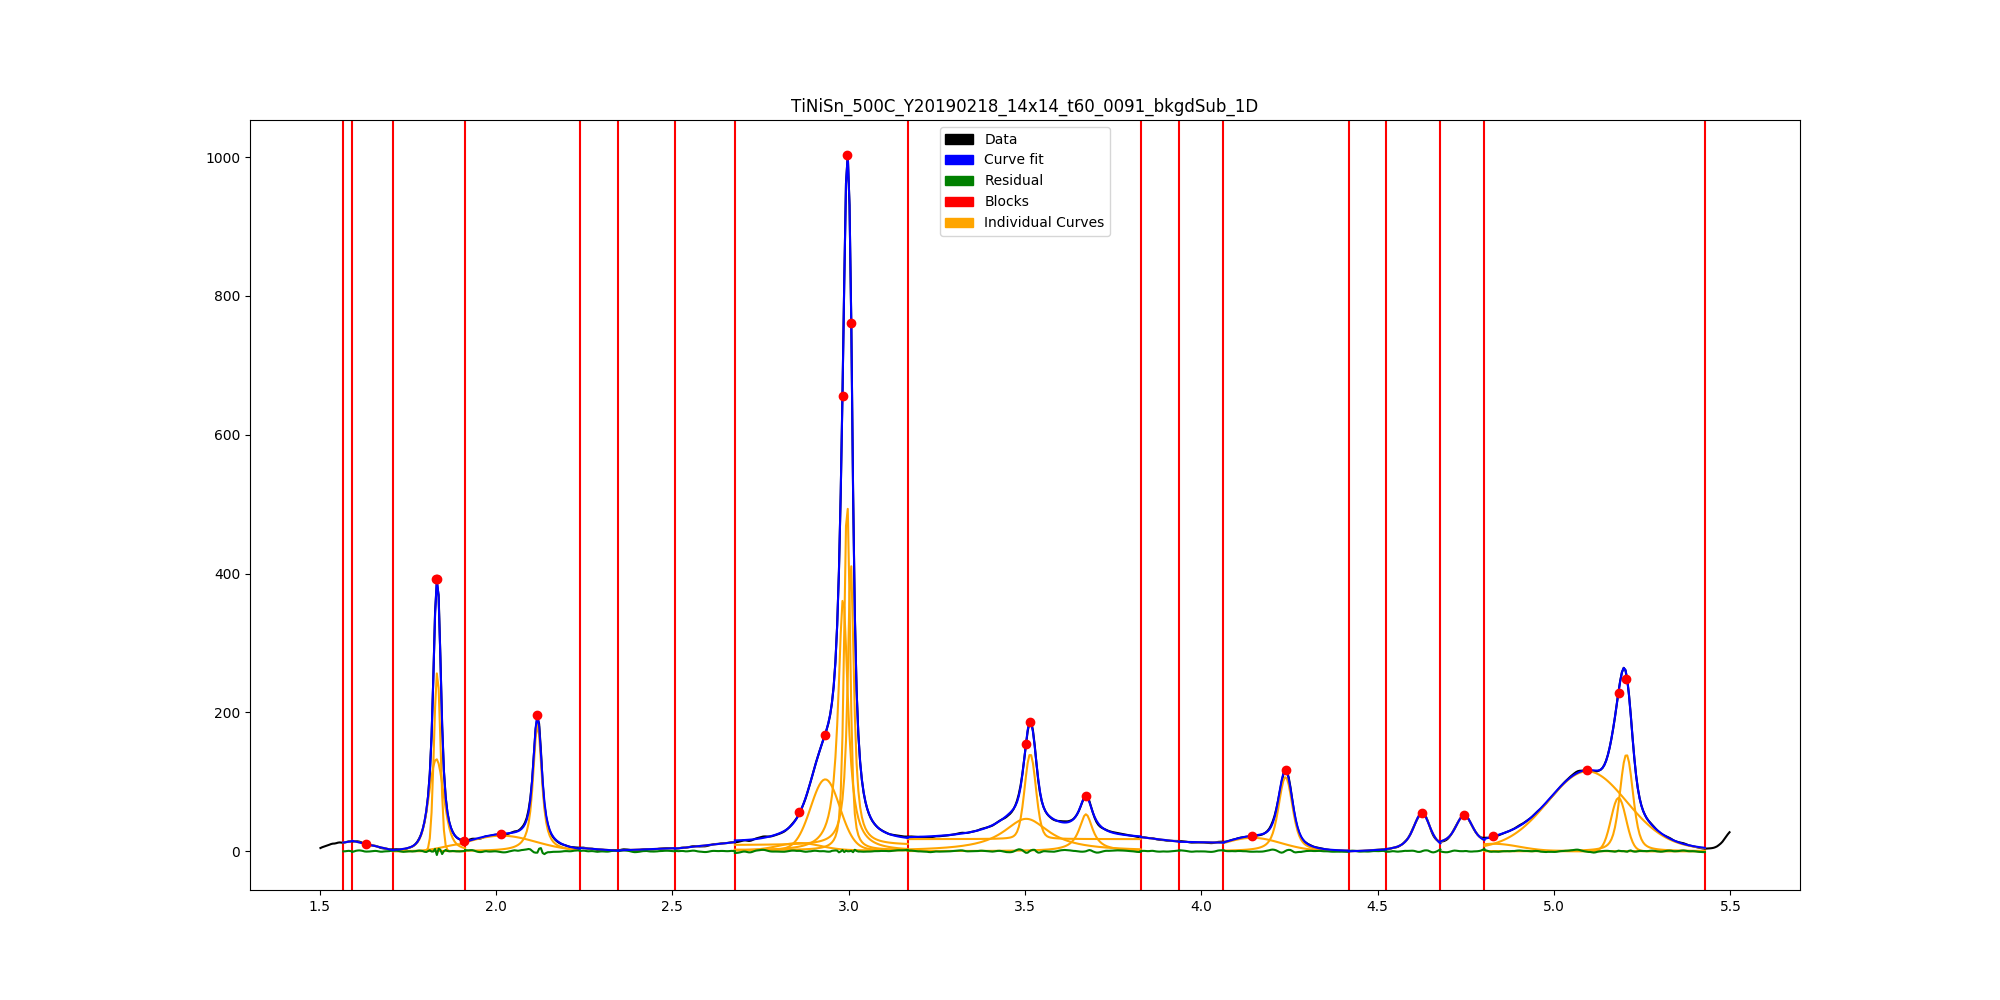 TiNiSn_500C_Y20190218_14x14_t60_0091_bkgdSub_1D
Data
Curve fit
Residual
Blocks
Individual Curves
1000
800
600
400
200
0
1.5 2.0 2.5 3.0 3.5 4.0 4.5 5.0 5.5